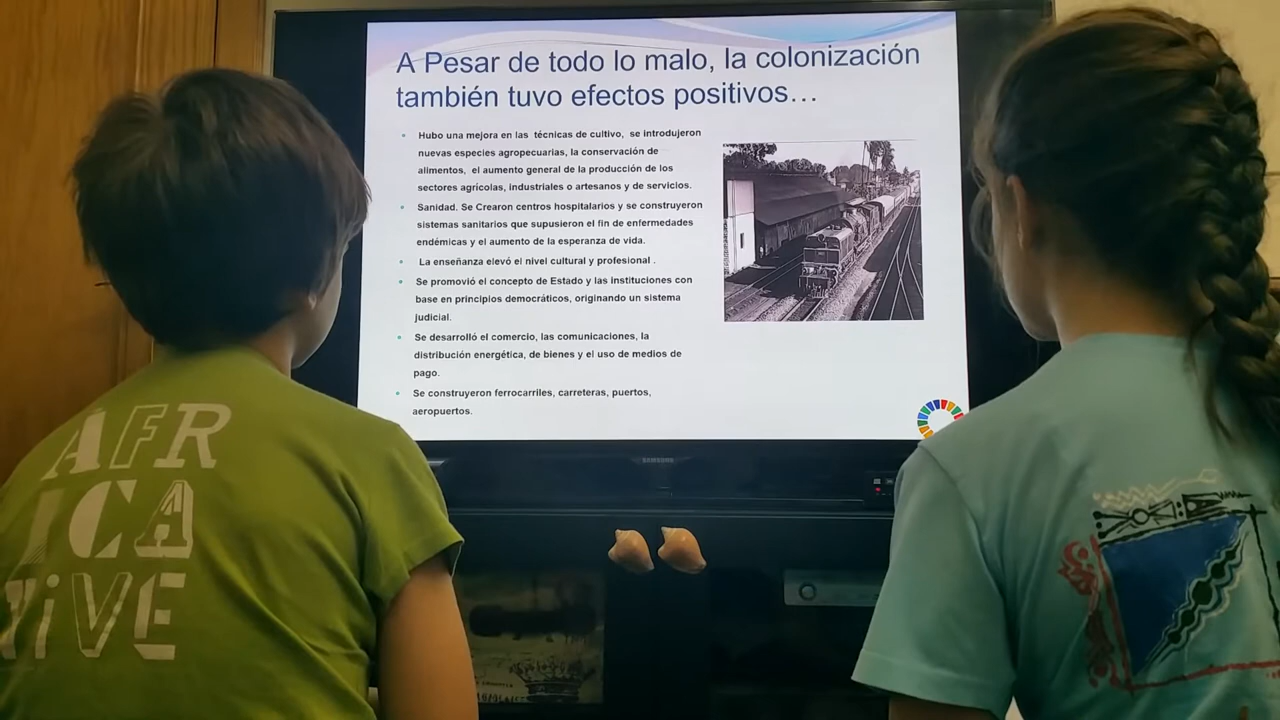 A Pesar de todo lo malo, la colonización
también tuvo efectos positivos…
Hubo una mejora en las técnicas de cultivo, se introdujeron
nuevas especies agropecuarias, la conservación de
alimentos, el aumento general de la producción de los
sectores agrícolas, industriales o artesanos y de servicios.
Sanidad. Se Crearon centros hospitalarios y se construyeron
sistemas sanitarios que supusieron el fin de enfermedades
endémicas y el aumento de la esperanza de vida.
La enseñanza elevó el nivel cultural y profesional .
Se promovió el concepto de Estado y las instituciones con
base en principios democráticos, originando un sistema
judicial.
Se desarrolló el comercio, las comunicaciones, la
distribución energética, de bienes y el uso de medios de
pago.
Se construyeron ferrocarriles, carreteras, puertos,
aeropuertos.
SAMSUNG
AFR
ICA
ViVE